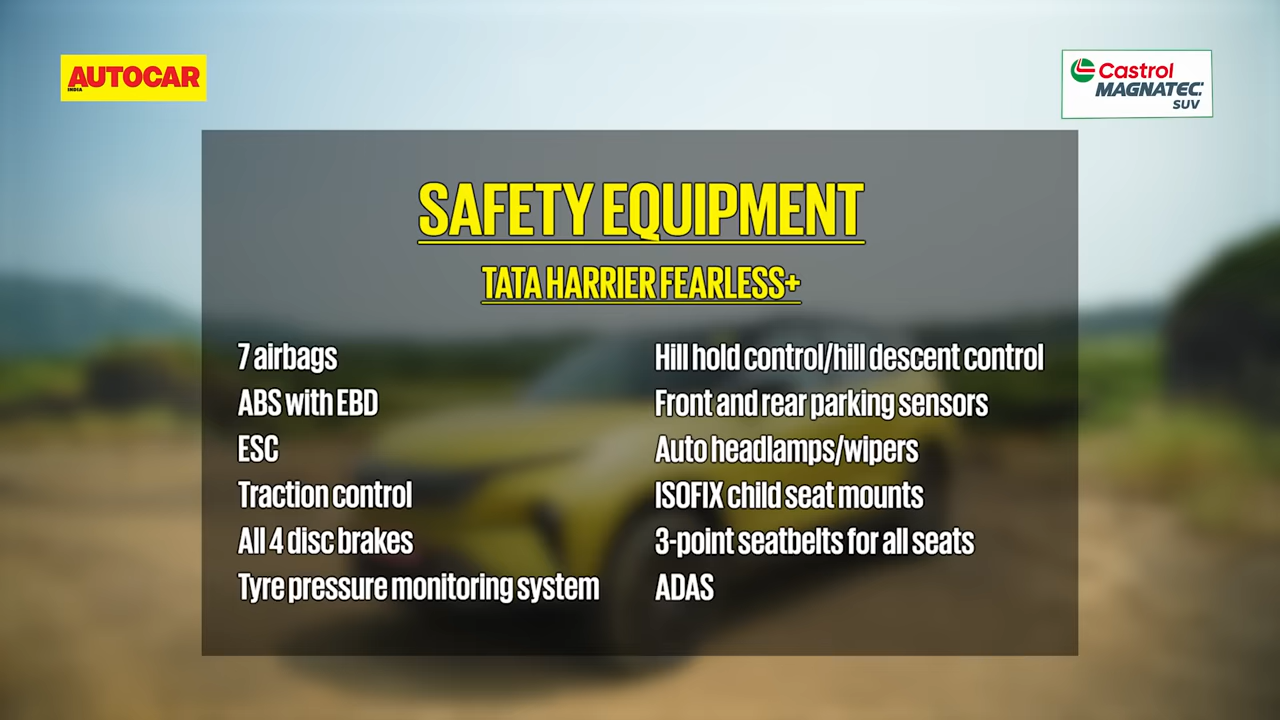 AUTOCAR
INDIA
Castrol
MAGNATEC
SUV
SAFETY EQUIPMENT
TATA HARRIER FEARLESS+
7 airbags
ABS with EBD
ESC
Traction control
All 4 disc brakes
Tyre pressure monitoring system
Hill hold control/hill descent control
Front and rear parking sensors
Auto headlamps/wipers
ISOFIX child seat mounts
3-point seatbelts for all seats
ADAS